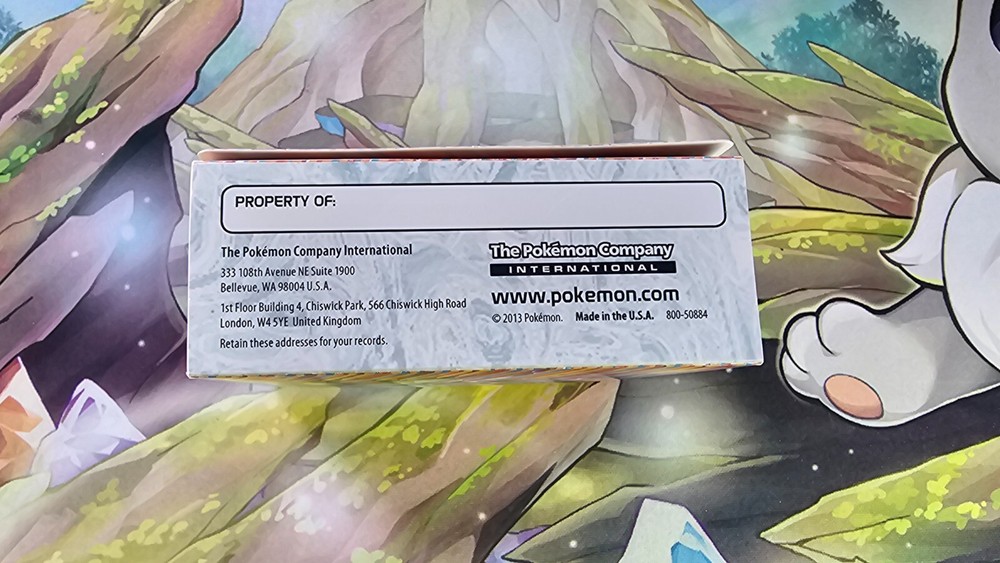 PROPERTY OF:
The Pokémon Company International
333 108th Avenue NE Suite 1900
Bellevue, WA 98004 U.S.A.
1st Floor Building 4, Chiswick Park, 566 Chiswick High Road
London, W4 5YE United Kingdom
Retain these addresses for your records.
The Pokémon Company
INTERNATIONAL
www.pokemon.com
© 2013 Pokémon. Made in the U.S.A. 800-50884